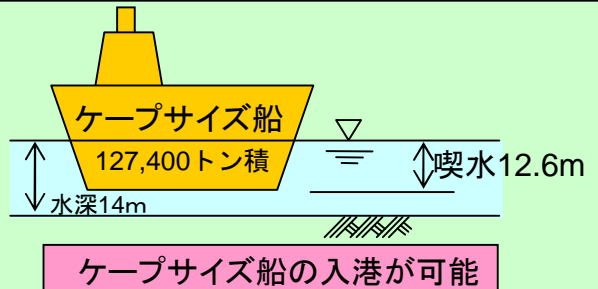 ケープサイズ船
127,400トン積
喫水12.6m
水深14m
ケープサイズ船の入港が可能